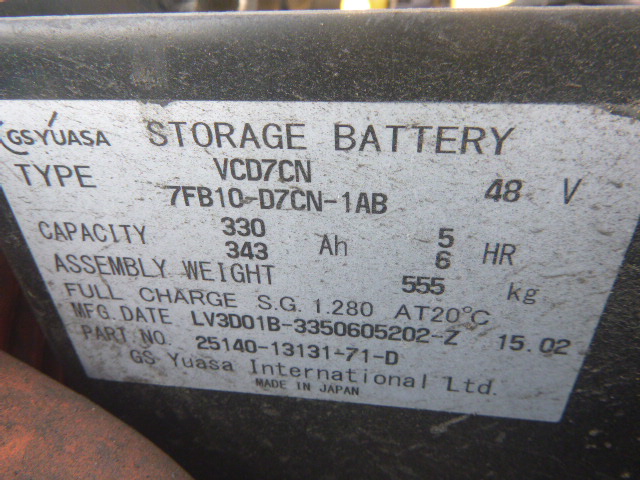 GS YUASA STORAGE BATTERY
TYPE VCD7CN 48 V
7FB10-D7CN-1AB
CAPACITY 330 Ah 5 HR
343 6
ASSEMBLY WEIGHT 555 kg
FULL CHARGE S.G. 1.280 AT20°C
MFG.DATE LV3D01B-3350605202-Z 15.02
PART NO. 25140-13131-71-D
GS Yuasa International Ltd.
MADE IN JAPAN